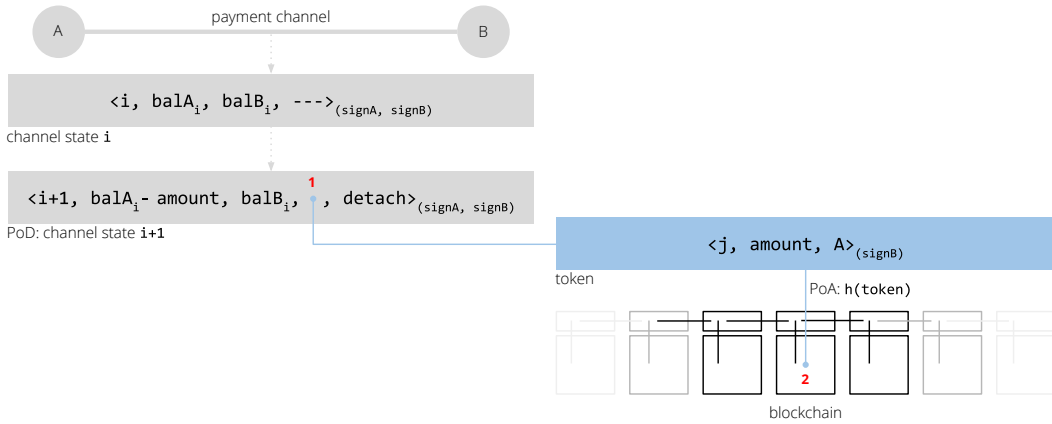 payment channel
A
B
<i, balAi, balBi, --->(signA, signB)
channel state i
1
<i+1, balAi- amount, balBi, , detach>(signA, signB)
PoD: channel state i+1
<j, amount, A>(signB)
token
PoA: h(token)
2
blockchain